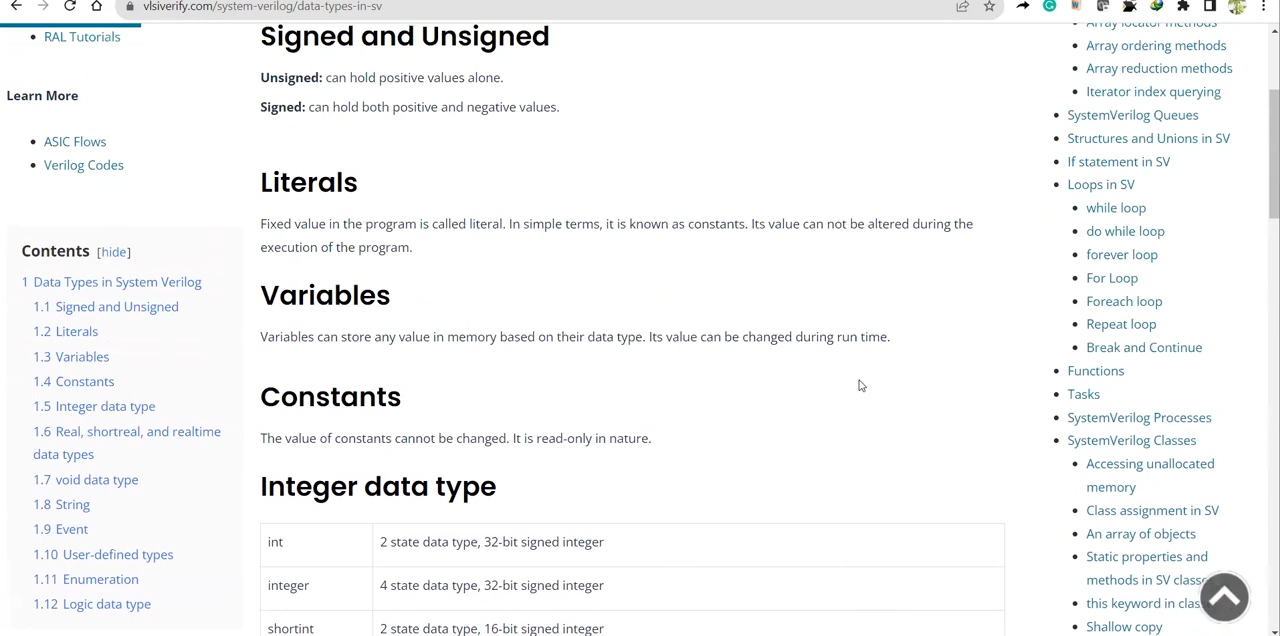 vlsiverify.com/system-verilog/data-types-in-sv
RAL Tutorials
Learn More
ASIC Flows
Verilog Codes
Contents [hide]
1 Data Types in System Verilog
1.1 Signed and Unsigned
1.2 Literals
1.3 Variables
1.4 Constants
1.5 Integer data type
1.6 Real, shortreal, and realtime
data types
1.7 void data type
1.8 String
1.9 Event
1.10 User-defined types
1.11 Enumeration
1.12 Logic data type
Signed and Unsigned
Unsigned: can hold positive values alone.
Signed: can hold both positive and negative values.
Literals
Fixed value in the program is called literal. In simple terms, it is known as constants. Its value can not be altered during the
execution of the program.
Variables
Variables can store any value in memory based on their data type. Its value can be changed during run time.
Constants
The value of constants cannot be changed. It is read-only in nature.
Integer data type
int 2 state data type, 32-bit signed integer
integer 4 state data type, 32-bit signed integer
shortint 2 state data type, 16-bit signed integer
Array locator methods
Array ordering methods
Array reduction methods
Iterator index querying
SystemVerilog Queues
Structures and Unions in SV
If statement in SV
Loops in SV
while loop
do while loop
forever loop
For Loop
Foreach loop
Repeat loop
Break and Continue
Functions
Tasks
SystemVerilog Processes
SystemVerilog Classes
Accessing unallocated
memory
Class assignment in SV
An array of objects
Static properties and
methods in SV classe
this keyword in clas
Shallow copy